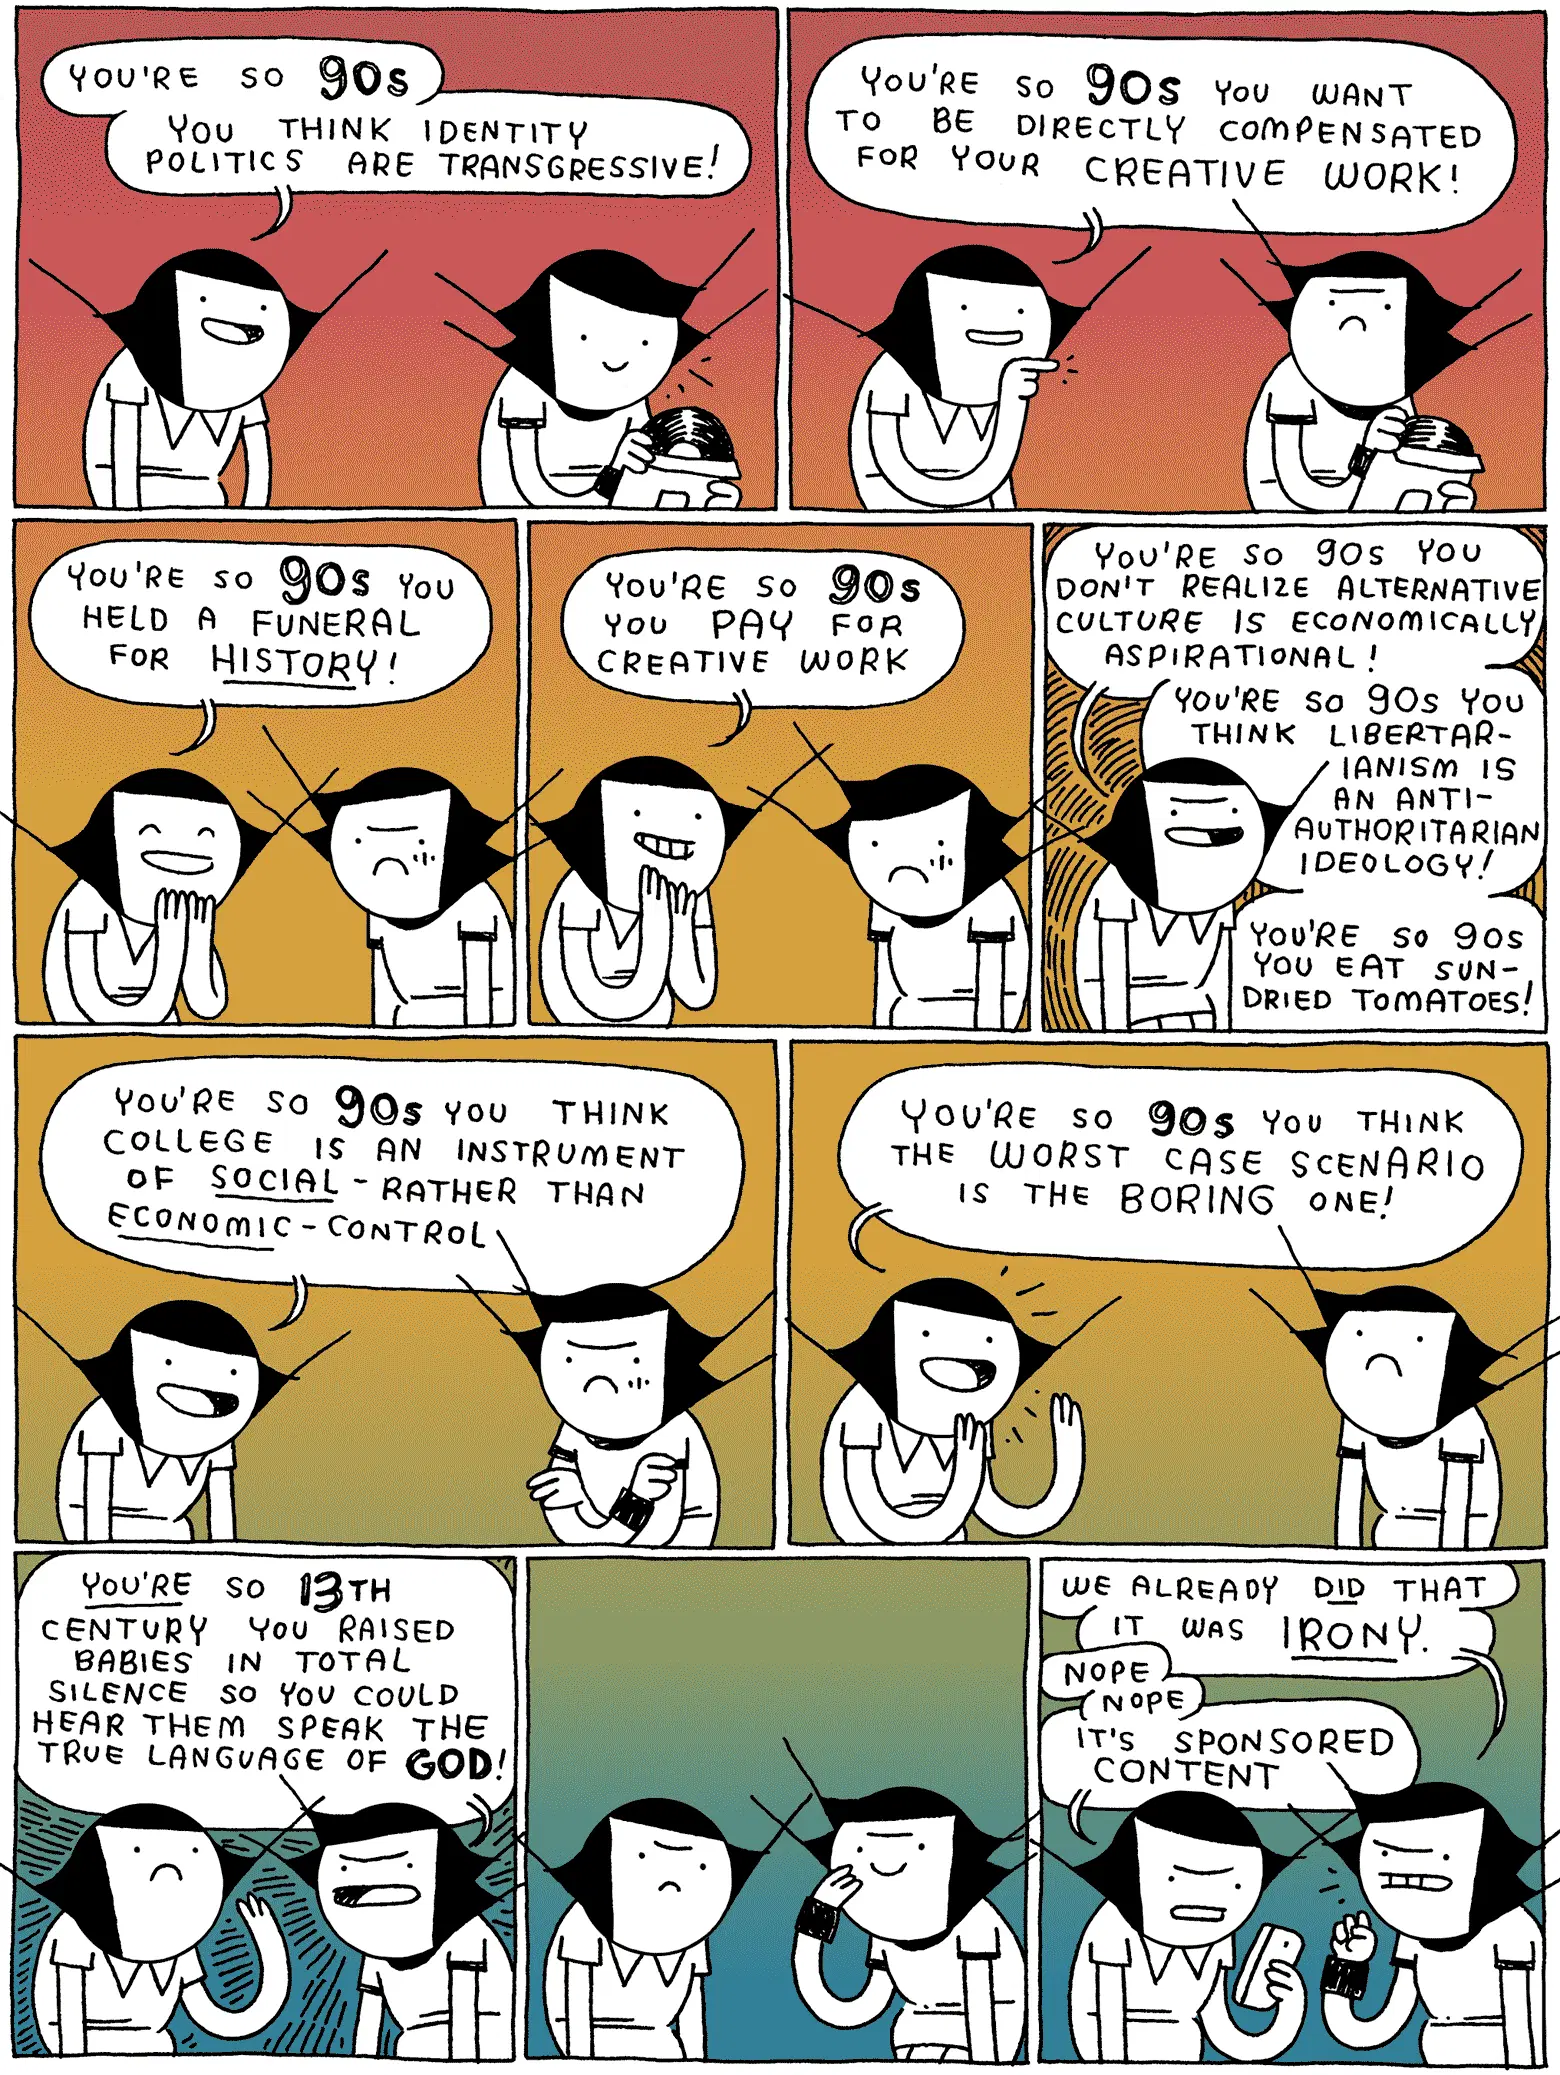 YOU'RE SO 90s
YOU THINK IDENTITY
POLITICS ARE TRANSGRESSIVE!
YOU'RE SO 90s YOU WANT
TO BE DIRECTLY COMPENSATED
FOR YOUR CREATIVE WORK!
YOU'RE SO 90s YOU
HELD A FUNERAL
FOR HISTORY!
YOU'RE SO 90s
YOU PAY FOR
CREATIVE WORK
YOU'RE SO 90s YOU
DON'T REALIZE ALTERNATIVE
CULTURE IS ECONOMICALLY
ASPIRATIONAL!
YOU'RE SO 90s YOU
THINK LIBERTAR-
IANISM IS
AN ANTI-
AUTHORITARIAN
IDEOLOGY!
YOU'RE SO 90s
YOU EAT SUN-
DRIED TOMATOES!
YOU'RE SO 90s YOU THINK
COLLEGE IS AN INSTRUMENT
OF SOCIAL - RATHER THAN
ECONOMIC - CONTROL
YOU'RE SO 90s YOU THINK
THE WORST CASE SCENARIO
IS THE BORING ONE!
YOU'RE SO 13TH
CENTURY YOU RAISED
BABIES IN TOTAL
SILENCE SO YOU COULD
HEAR THEM SPEAK THE
TRUE LANGUAGE OF GOD!
WE ALREADY DID THAT
IT WAS IRONY.
NOPE
NOPE
IT'S SPONSORED
CONTENT